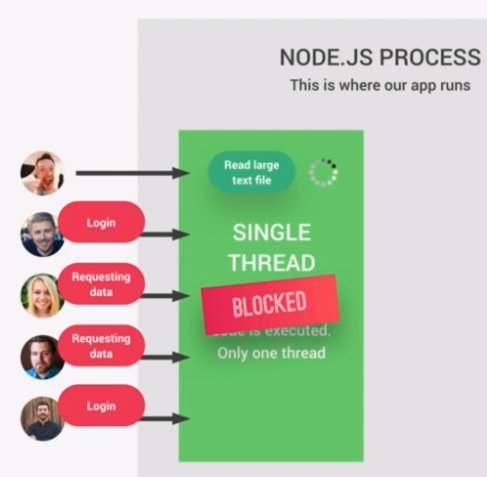 NODE.JS PROCESS
This is where our app runs
Read large
text file
Login
SINGLE
THREAD
Requesting
data
BLOCKED
code is executed.
Only one thread
Requesting
data
Login